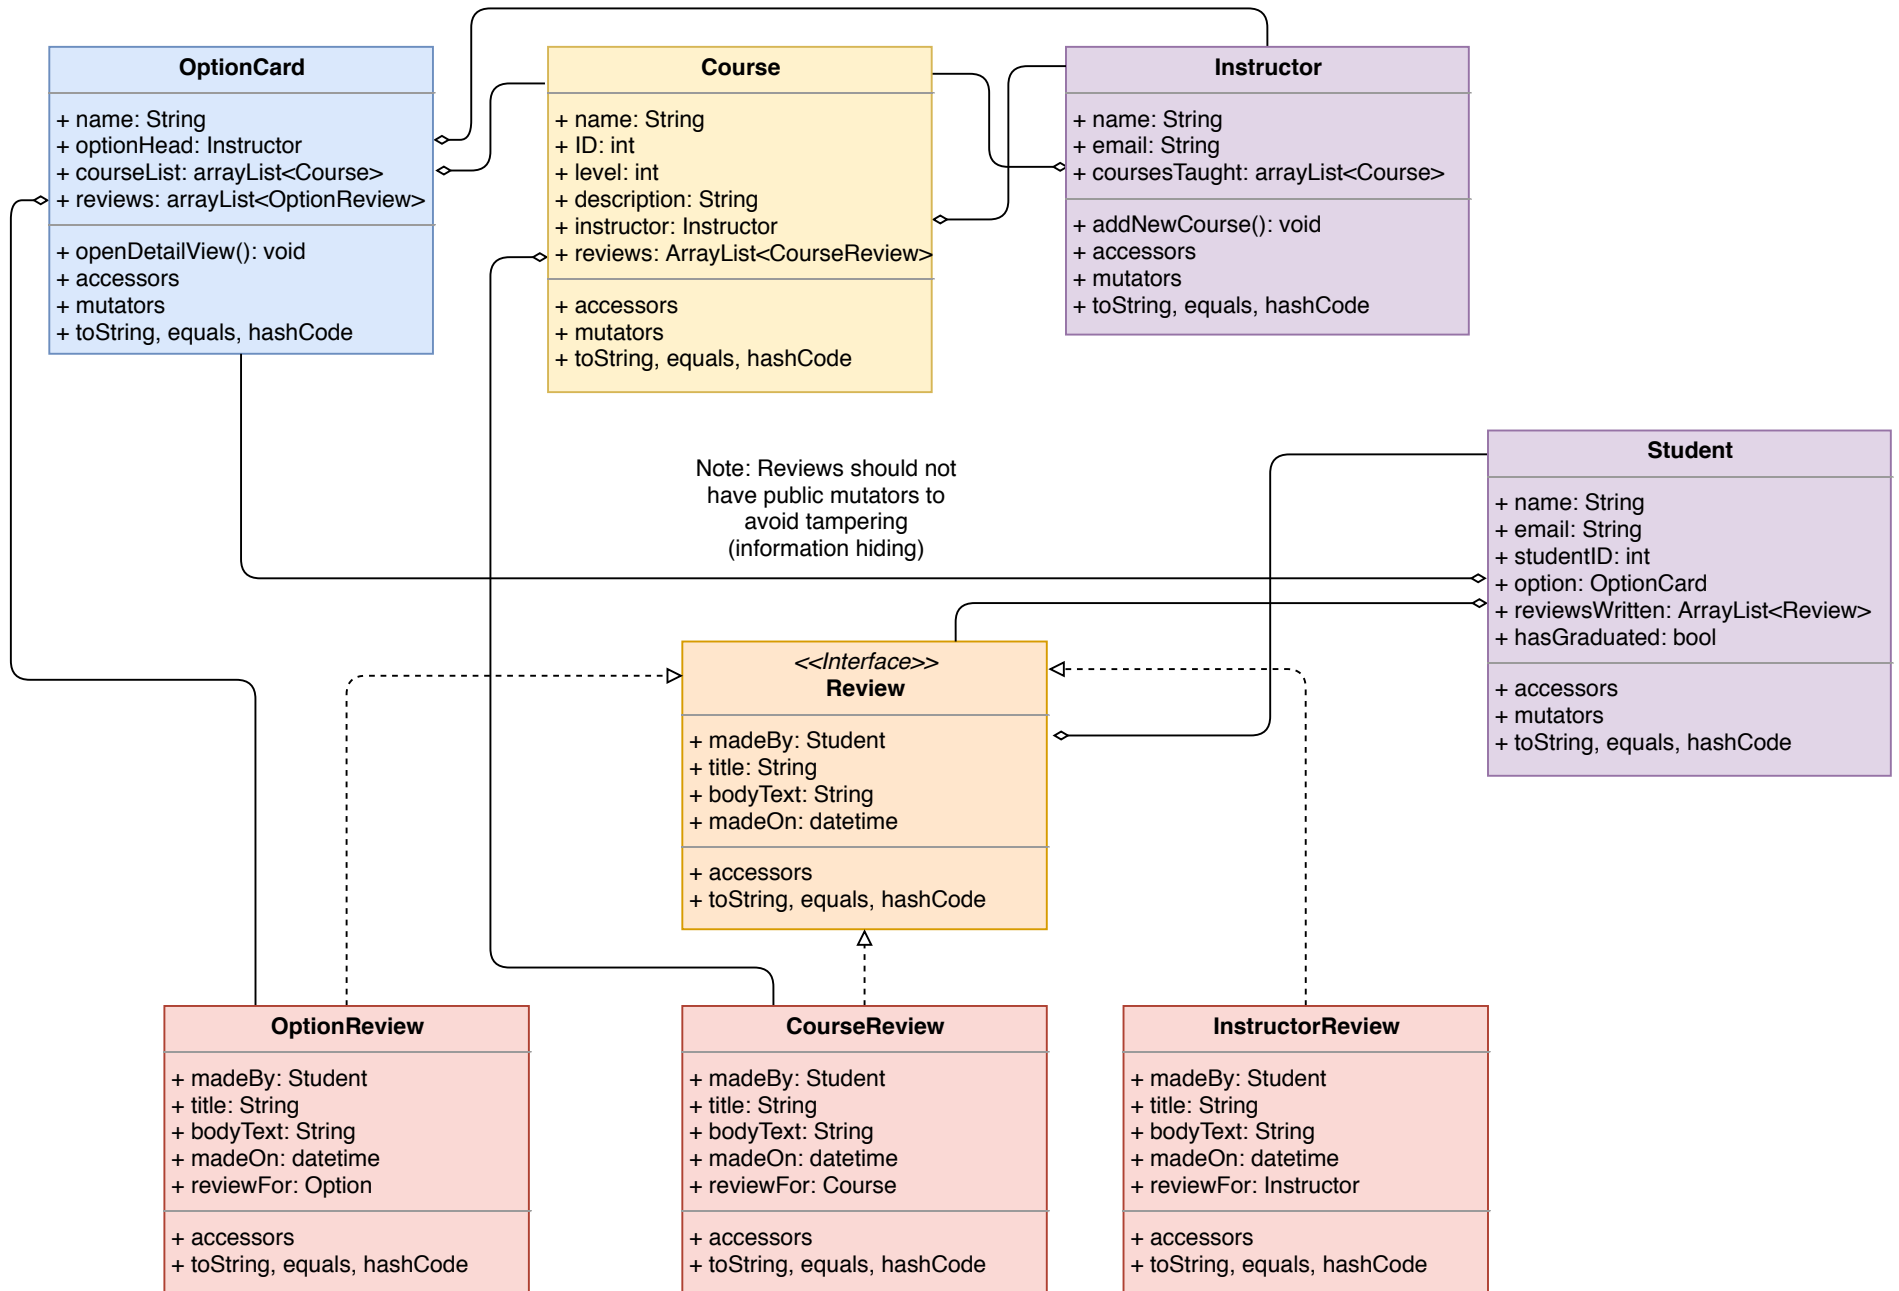 OptionCard
+ name: String
+ optionHead: Instructor
+ courseList: arrayList<Course>
+ reviews: arrayList<OptionReview>
+ openDetailView(): void
+ accessors
+ mutators
+ toString, equals, hashCode
Course
+ name: String
+ ID: int
+ level: int
+ description: String
+ instructor: Instructor
+ reviews: ArrayList<CourseReview>
+ accessors
+ mutators
+ toString, equals, hashCode
Instructor
+ name: String
+ email: String
+ coursesTaught: arrayList<Course>
+ addNewCourse(): void
+ accessors
+ mutators
+ toString, equals, hashCode
Note: Reviews should not
have public mutators to
avoid tampering
(information hiding)
Student
+ name: String
+ email: String
+ studentID: int
+ option: OptionCard
+ reviewsWritten: ArrayList<Review>
+ hasGraduated: bool
+ accessors
+ mutators
+ toString, equals, hashCode
<<Interface>>
Review
+ madeBy: Student
+ title: String
+ bodyText: String
+ madeOn: datetime
+ accessors
+ toString, equals, hashCode
OptionReview
+ madeBy: Student
+ title: String
+ bodyText: String
+ madeOn: datetime
+ reviewFor: Option
+ accessors
+ toString, equals, hashCode
CourseReview
+ madeBy: Student
+ title: String
+ bodyText: String
+ madeOn: datetime
+ reviewFor: Course
+ accessors
+ toString, equals, hashCode
InstructorReview
+ madeBy: Student
+ title: String
+ bodyText: String
+ madeOn: datetime
+ reviewFor: Instructor
+ accessors
+ toString, equals, hashCode